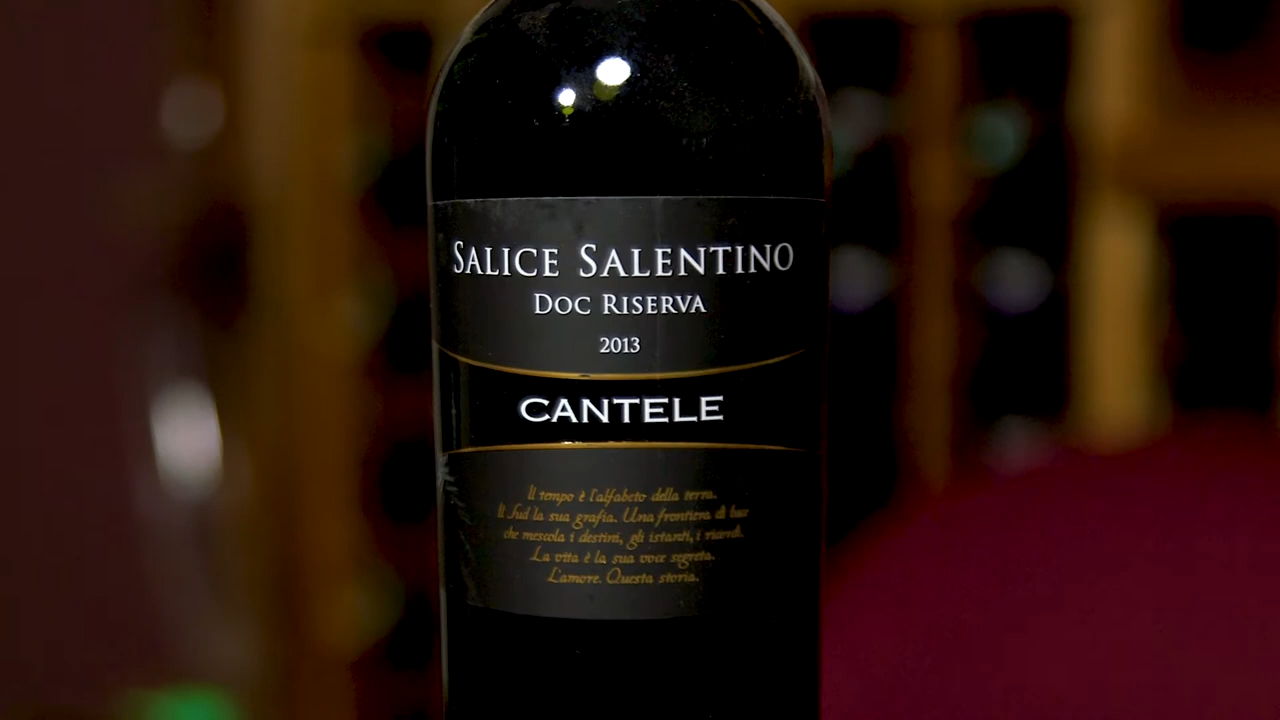 SALICE SALENTINO
DOC RISERVA
2013
CANTELE
Il tempo è l'alfabeto della terra.
Il Sud la sua grafia. Una frontiera di luce
che mescola i destini, gli istanti, i ricordi.
La vita è la sua voce segreta.
L'amore. Questa storia.